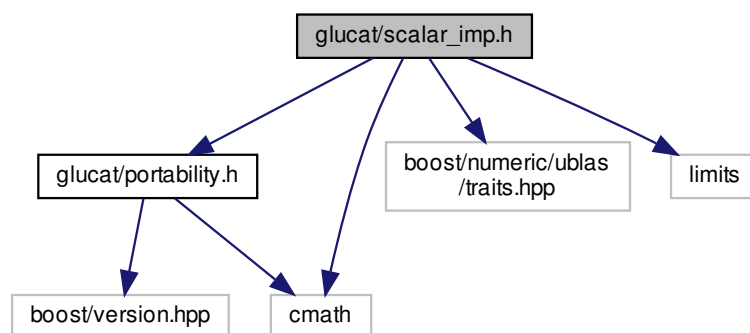 glucat/scalar_imp.h
glucat/portability.h
boost/numeric/ublas
/traits.hpp
limits
boost/version.hpp
cmath